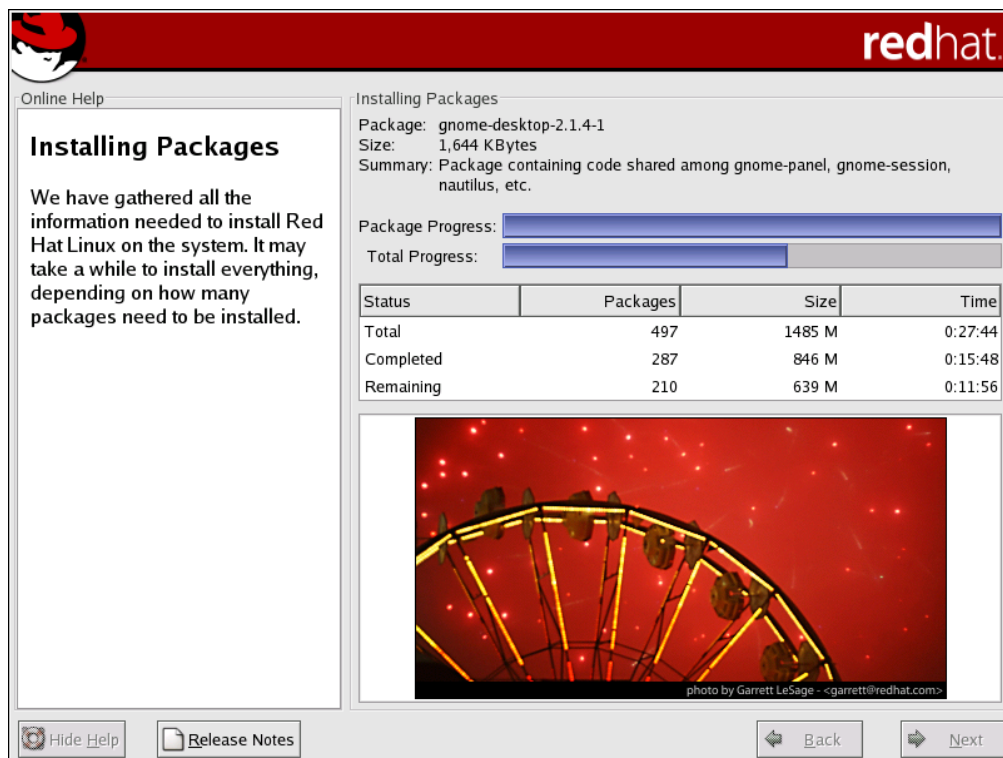 redhat.
Online Help
Installing Packages
We have gathered all the
information needed to install Red
Hat Linux on the system. It may
take a while to install everything,
depending on how many
packages need to be installed.
Installing Packages
Package: gnome-desktop-2.1.4-1
Size: 1,644 KBytes
Summary: Package containing code shared among gnome-panel, gnome-session,
nautilus, etc.
Package Progress:
Total Progress:
Status Packages Size Time
Total 497 1485 M 0:27:44
Completed 287 846 M 0:15:48
Remaining 210 639 M 0:11:56
photo by Garrett LeSage - <garrett@redhat.com>
Hide Help
Release Notes
Back
Next